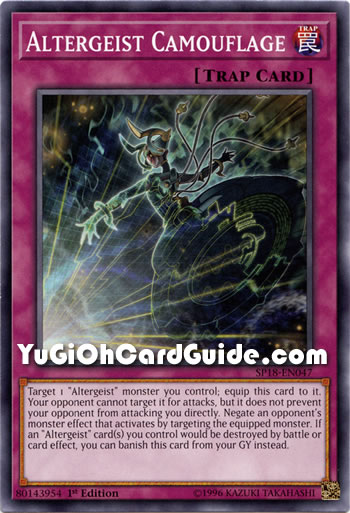 ALTERGEIST CAMOUFLAGE
TRAP
罠
[TRAP CARD]
YuGiOhCardGuide.com
SP18-EN047
Target 1 "Altergeist" monster you control; equip this card to it.
Your opponent cannot target it for attacks, but it does not prevent
your opponent from attacking you directly. Negate an opponent's
monster effect that activates by targeting the equipped monster. If
an "Altergeist" card(s) you control would be destroyed by battle or
card effect, you can banish this card from your GY instead.
80143954 1st Edition ©1996 KAZUKI TAKAHASHI